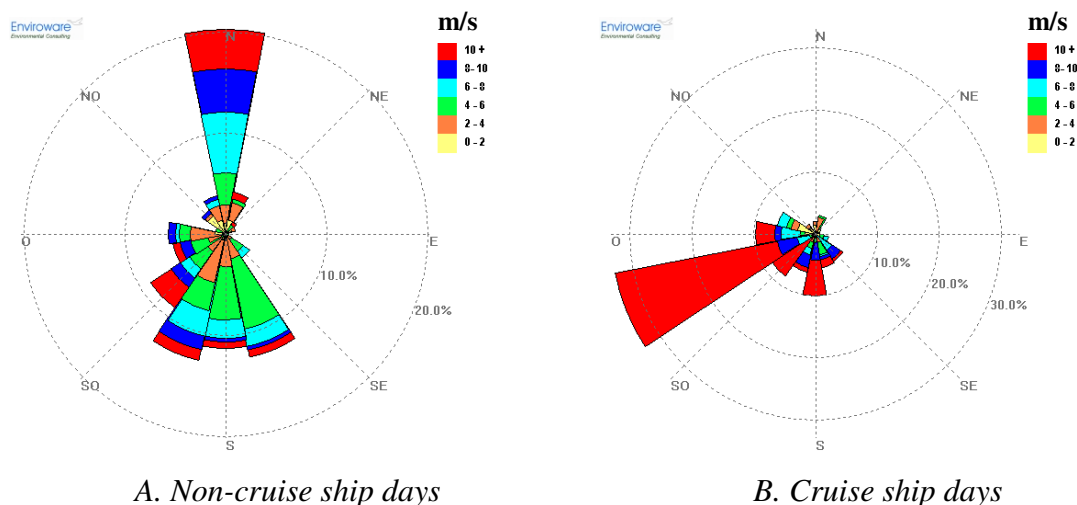 Enviroware
Environmental Consulting
m/s
10 +
8-10
6 - 8
4 - 6
2 - 4
0 - 2
N
NE
E
SE
S
SO
O
NO
10.0%
20.0%
A. Non-cruise ship days
Enviroware
Environmental Consulting
m/s
10 +
8-10
6 - 8
4 - 6
2 - 4
0 - 2
N
NE
E
SE
S
SO
O
NO
10.0%
20.0%
30.0%
B. Cruise ship days